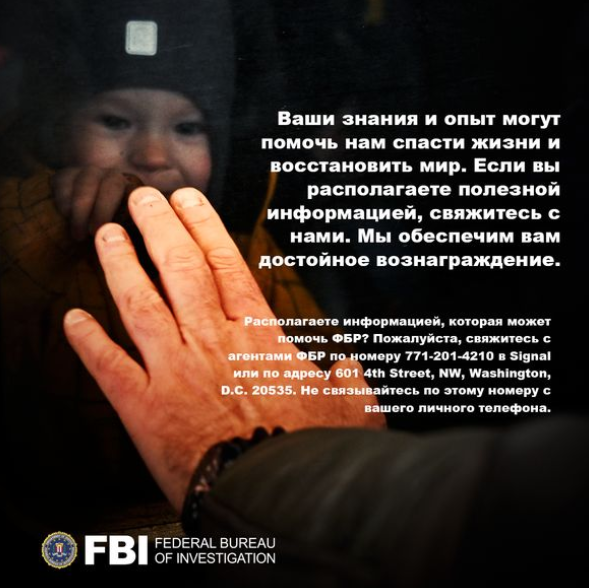 Ваши знания и опыт могут
помочь нам спасти жизни и
восстановить мир. Если вы
располагаете полезной
информацией, свяжитесь с
нами. Мы обеспечим вам
достойное вознаграждение.
Располагаете информацией, которая может
помочь ФБР? Пожалуйста, свяжитесь с
агентами ФБР по номеру 771-201-4210 в Signal
или по адресу 601 4th Street, NW, Washington,
D.C. 20535. Не связывайтесь по этому номеру с
вашего личного телефона.
FBI
FEDERAL BUREAU
OF INVESTIGATION